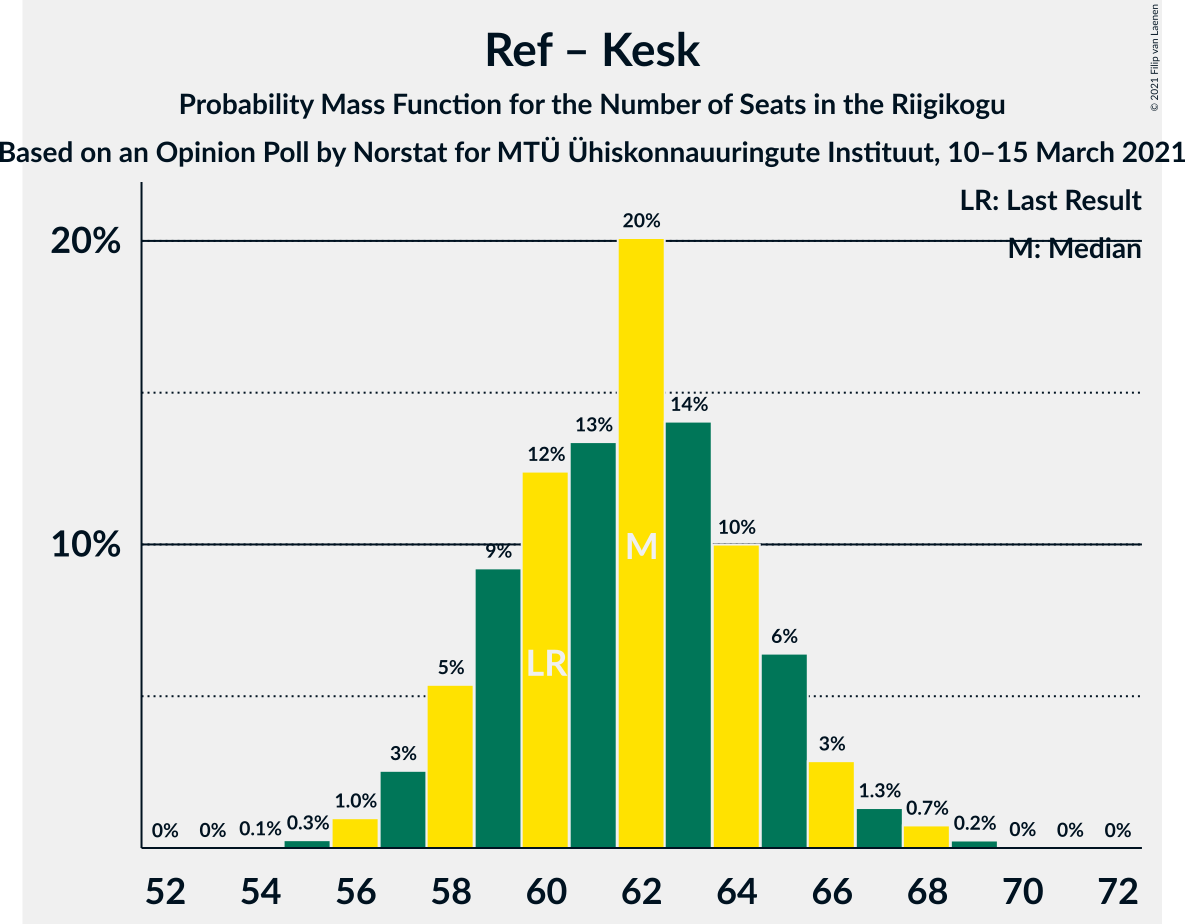 © 2021 Filip van Laenen
Ref – Kesk
Probability Mass Function for the Number of Seats in the Riigikogu
Based on an Opinion Poll by Norstat for MTÜ Ühiskonnauuringute Instituut, 10–15 March 2021
LR: Last Result
M: Median
20%
10%
0% 0% 0.1% 0.3% 1.0% 3% 5% 9% 12% 13% 20% 14% 10% 6% 3% 1.3% 0.7% 0.2% 0% 0% 0%
M
LR
52 54 56 58 60 62 64 66 68 70 72